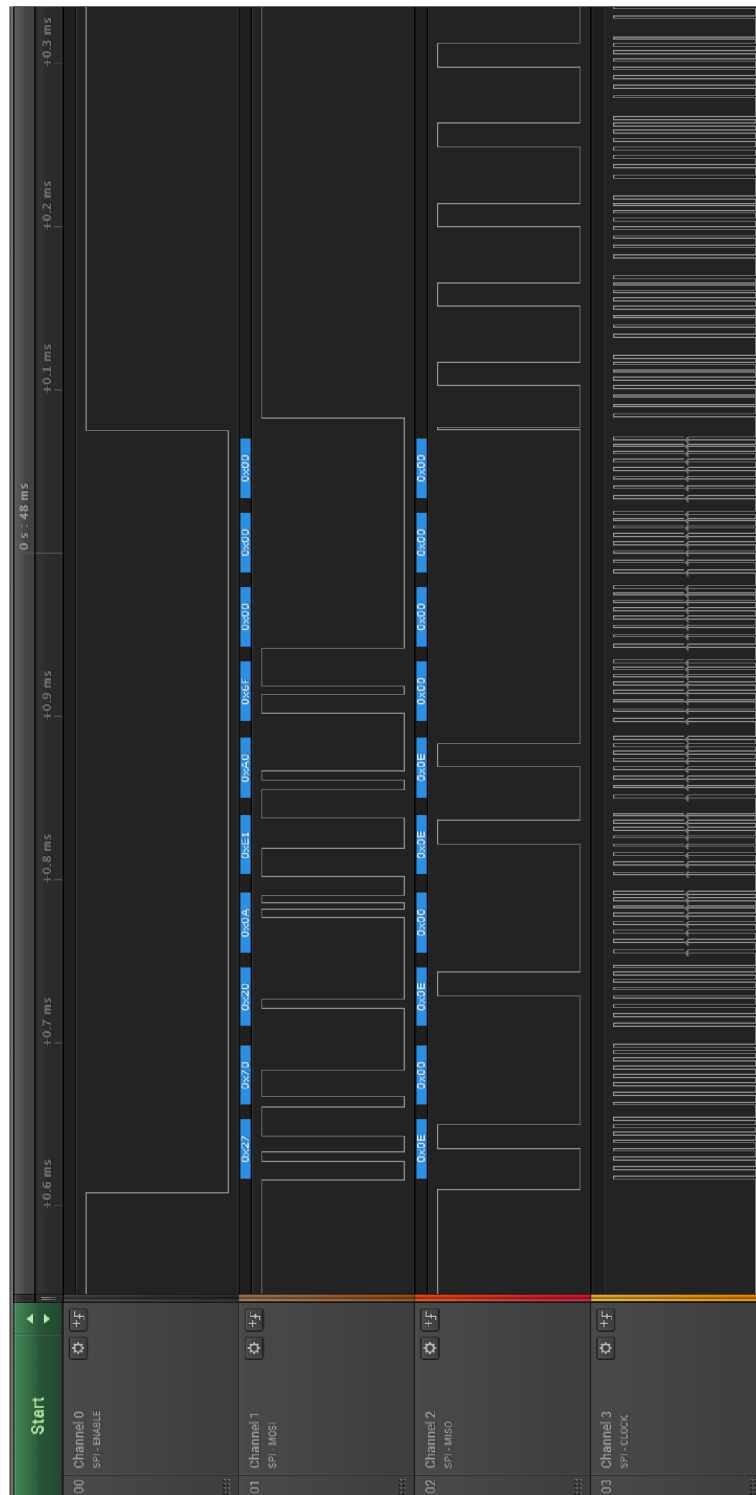 Start
0 s : 48 ms
+0.6 ms
+0.7 ms
+0.8 ms
+0.9 ms
+0.1 ms
+0.2 ms
+0.3 ms
00
Channel 0
SPI - ENABLE
01
Channel 1
SPI - MOSI
0x27
0x70
0x20
0x0A
0xE1
0xA0
0x6F
0x00
0x00
0x00
02
Channel 2
SPI - MISO
0x0E
0x00
0x0E
0x00
0x0E
0x0E
0x00
0x00
0x00
0x00
03
Channel 3
SPI - CLOCK